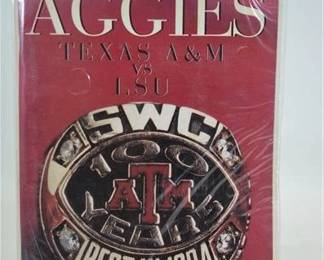 AGGIES
TEXAS A&M
VS
LSU
SWC
100
ATM
YEARS